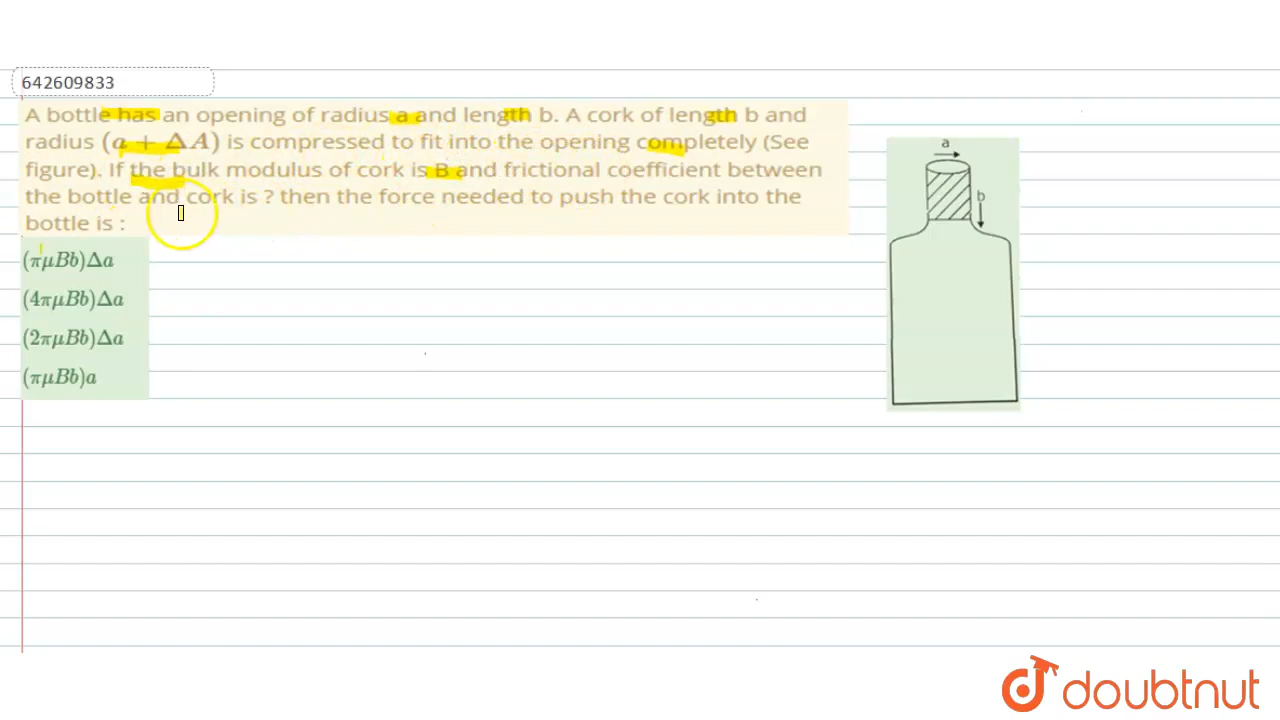 642609833
A bottle has an opening of radius a and length b. A cork of length b and
radius (a + ΔA) is compressed to fit into the opening completely (See
figure). If the bulk modulus of cork is B and frictional coefficient between
the bottle and cork is ? then the force needed to push the cork into the
bottle is :
(πμBb)Δa
(4πμBb)Δa
(2πμBb)Δa
(πμBb)a
a
b
doubtnut